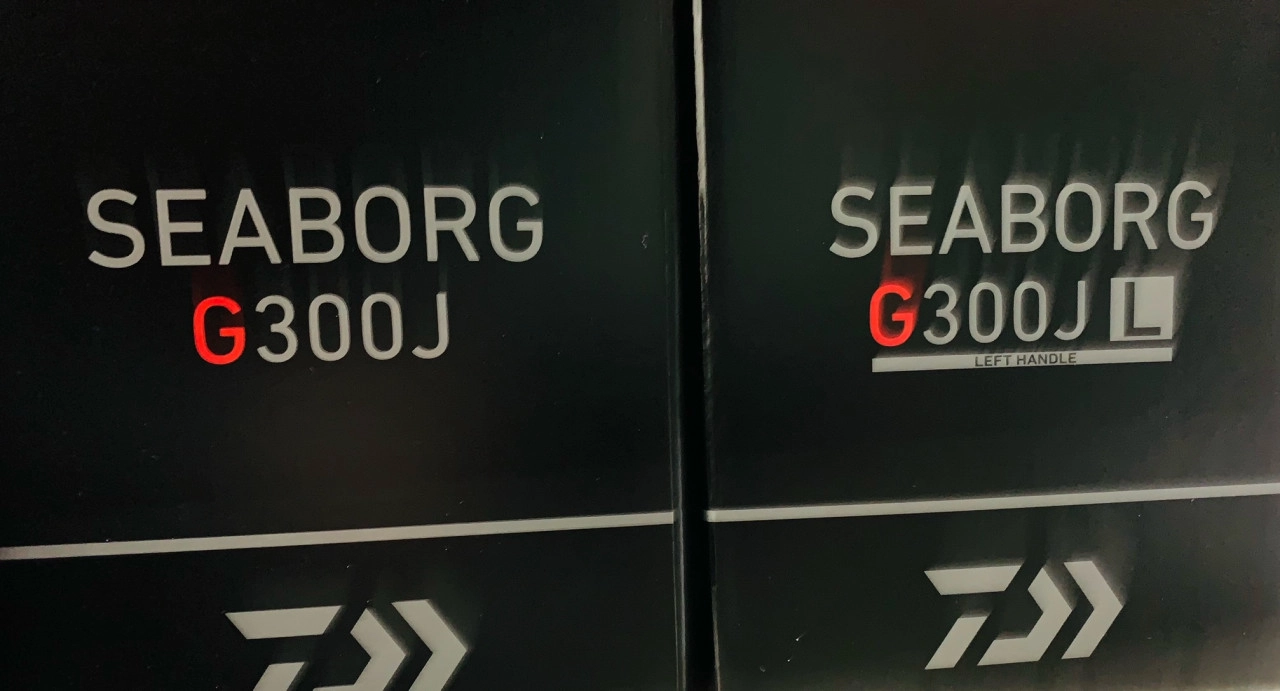 SEABORG
G300J
SEABORG
G300J L
LEFT HANDLE